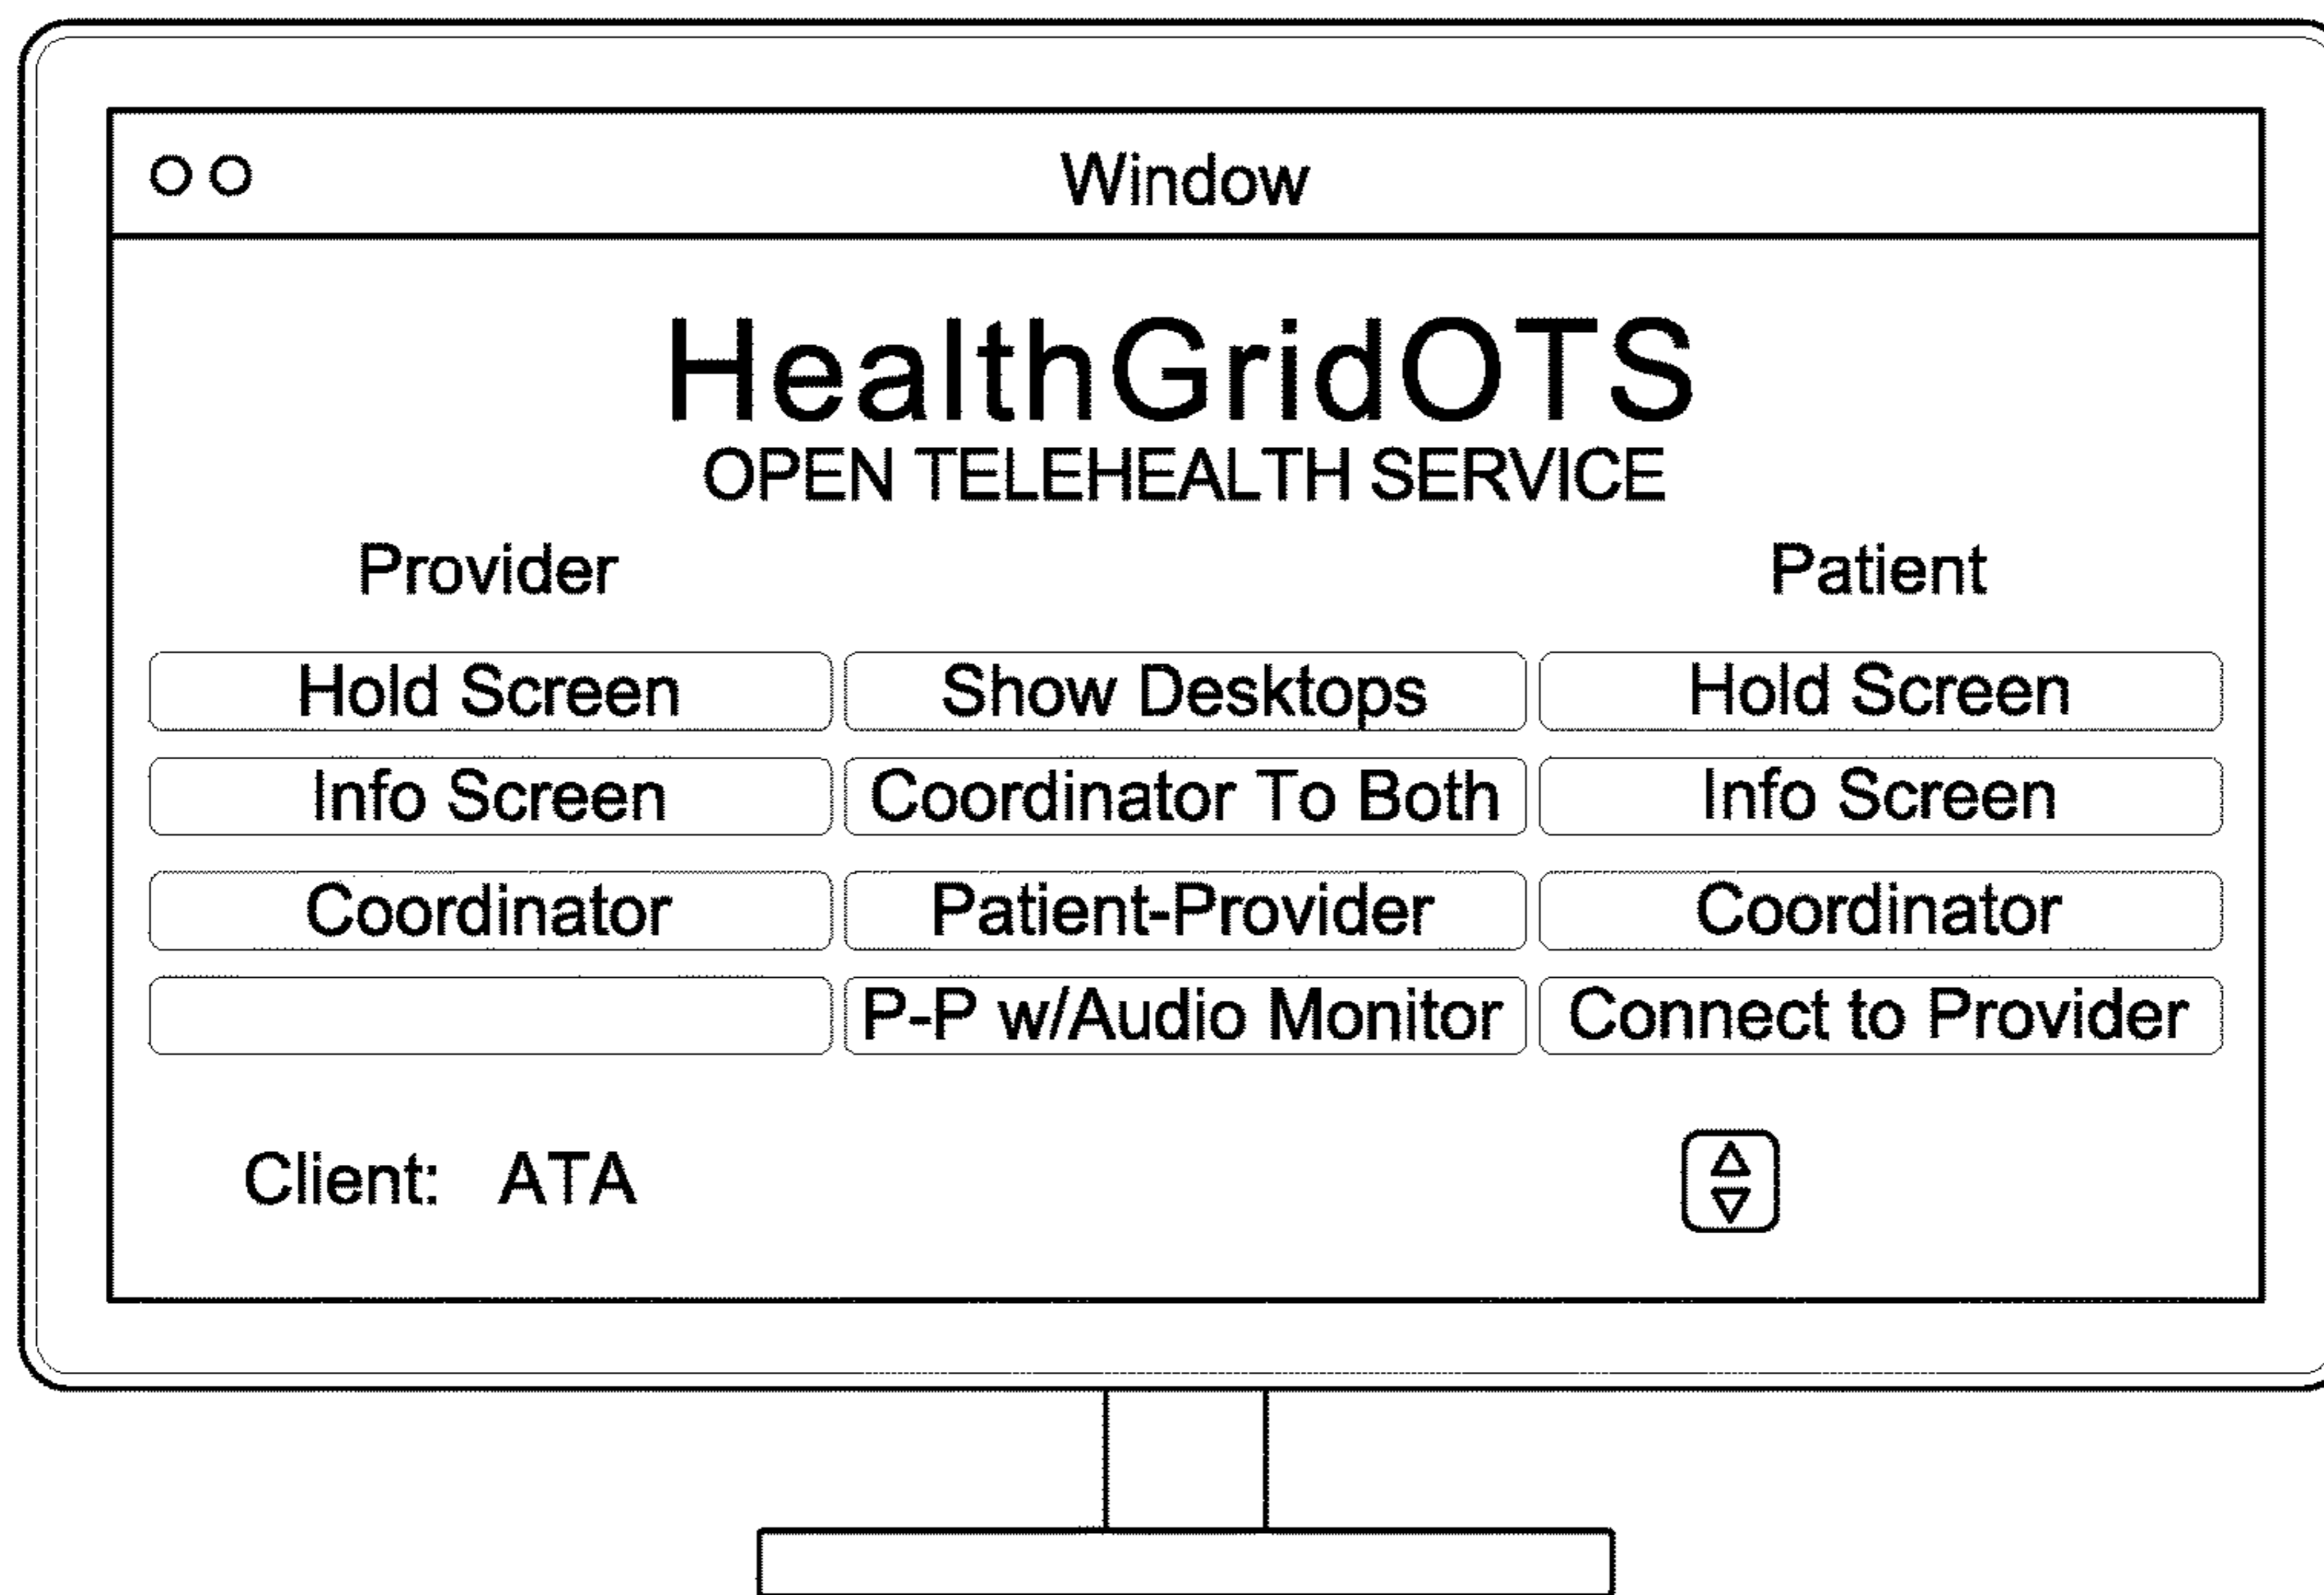 Window
HealthGridOTS
OPEN TELEHEALTH SERVICE
Provider Patient
Hold Screen Show Desktops Hold Screen
Info Screen Coordinator To Both Info Screen
Coordinator Patient-Provider Coordinator
P-P w/Audio Monitor Connect to Provider
Client: ATA